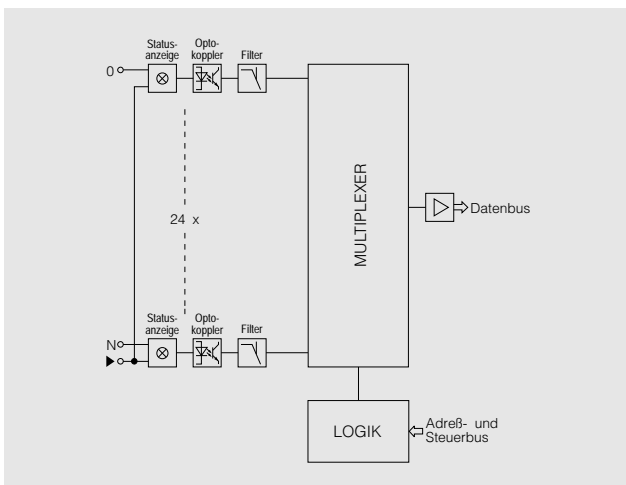 Status-
anzeige
Opto-
koppler
Filter
0
24 x
MULTIPLEXER
Datenbus
Status-
anzeige
Opto-
koppler
Filter
N
LOGIK
Adreß- und
Steuerbus